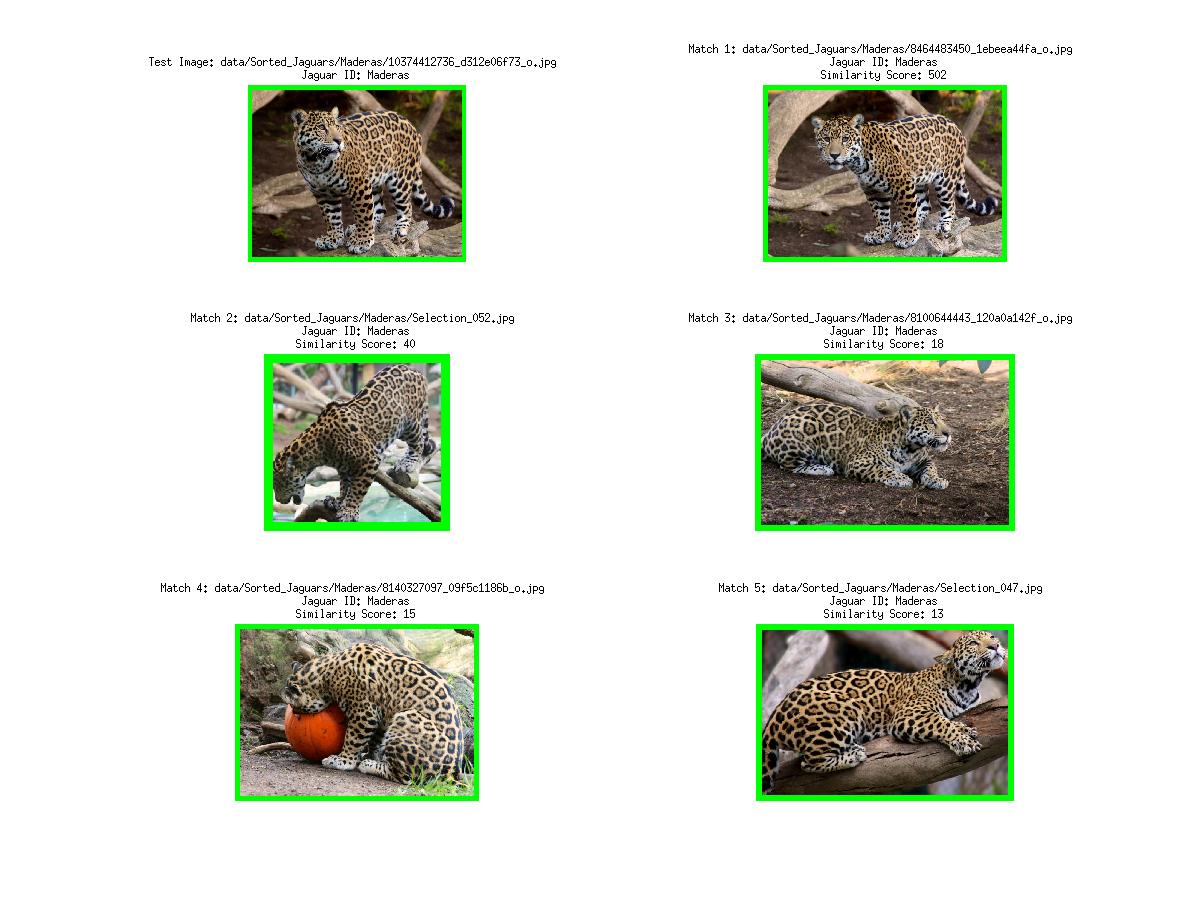 Test Image: data/Sorted_Jaguars/Maderas/10374412736_d312e06f73_o.jpg
Jaguar ID: Maderas
Match 1: data/Sorted_Jaguars/Maderas/8464483450_1ebeea44fa_o.jpg
Jaguar ID: Maderas
Similarity Score: 502
Match 2: data/Sorted_Jaguars/Maderas/Selection_052.jpg
Jaguar ID: Maderas
Similarity Score: 40
Match 3: data/Sorted_Jaguars/Maderas/8100644443_120a0a142f_o.jpg
Jaguar ID: Maderas
Similarity Score: 18
Match 4: data/Sorted_Jaguars/Maderas/8140327097_09f5c1186b_o.jpg
Jaguar ID: Maderas
Similarity Score: 15
Match 5: data/Sorted_Jaguars/Maderas/Selection_047.jpg
Jaguar ID: Maderas
Similarity Score: 13